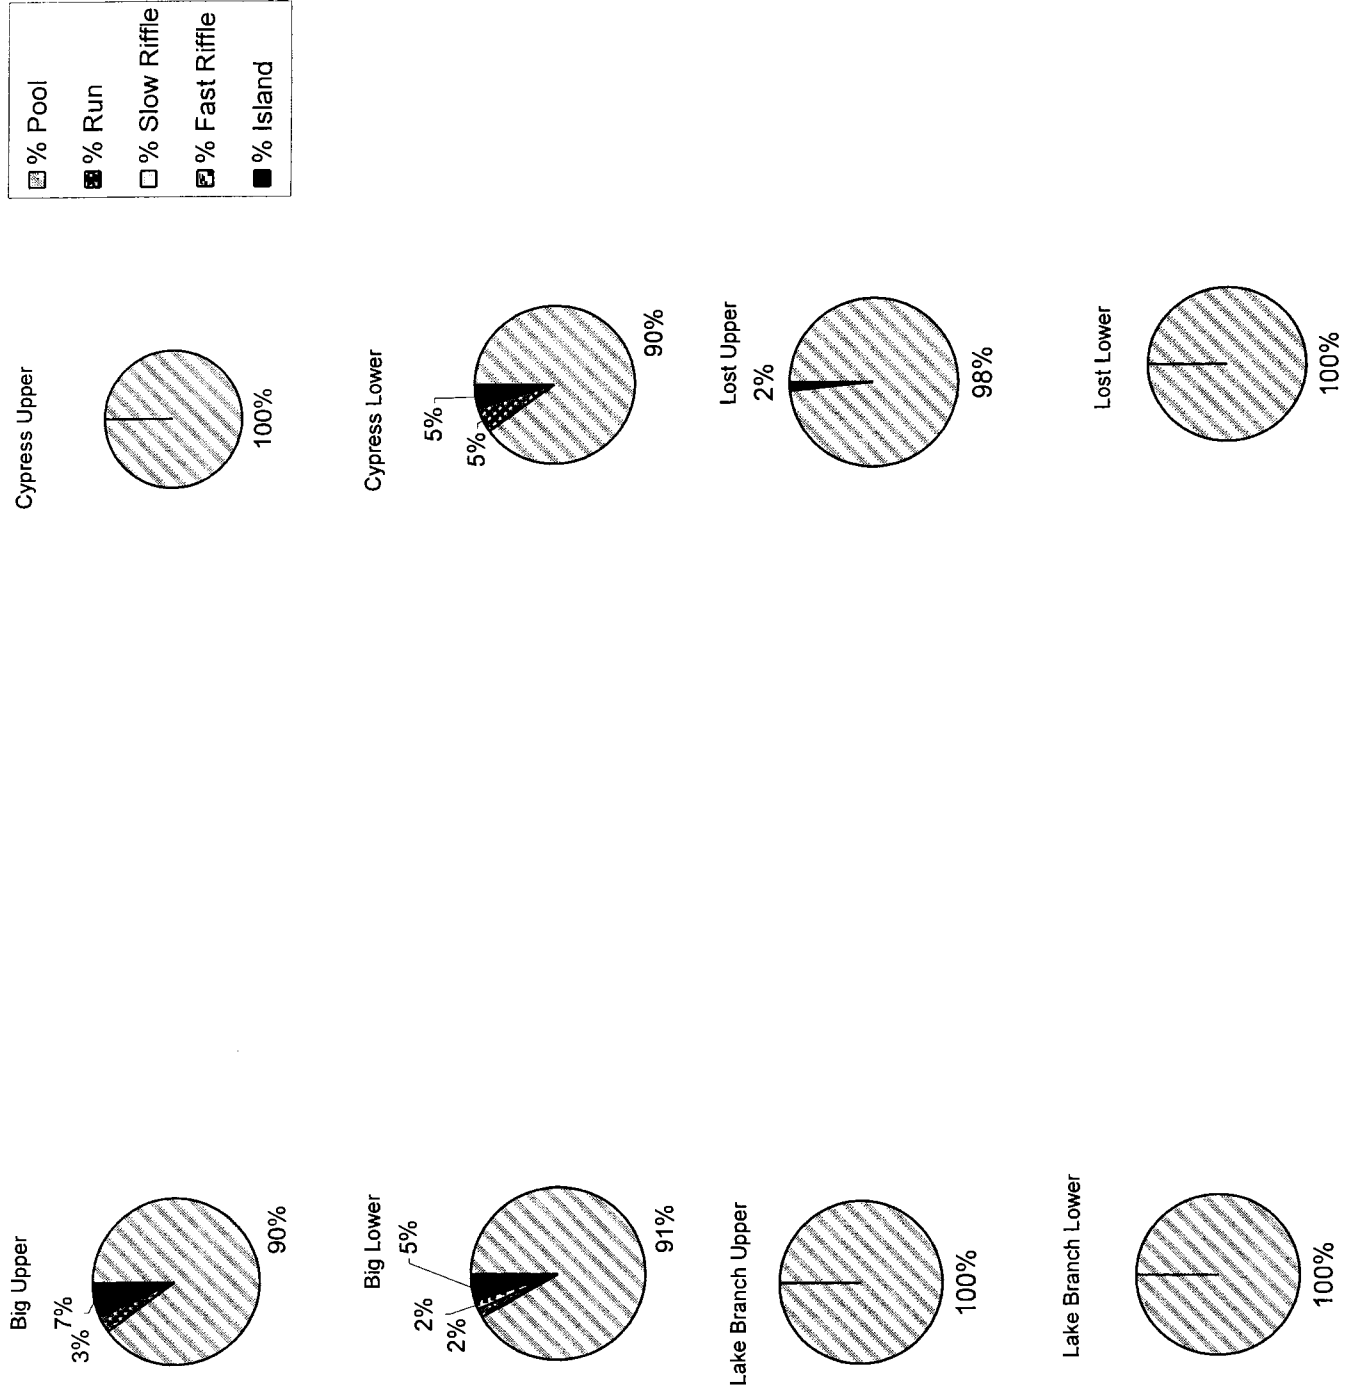 Big Upper
7%
3%
90%
Cypress Upper
100%
% Pool
% Run
% Slow Riffle
% Fast Riffle
% Island
Big Lower
5%
2%
2%
91%
Cypress Lower
5%
5%
90%
Lake Branch Upper
100%
Lost Upper
2%
98%
Lake Branch Lower
100%
Lost Lower
100%